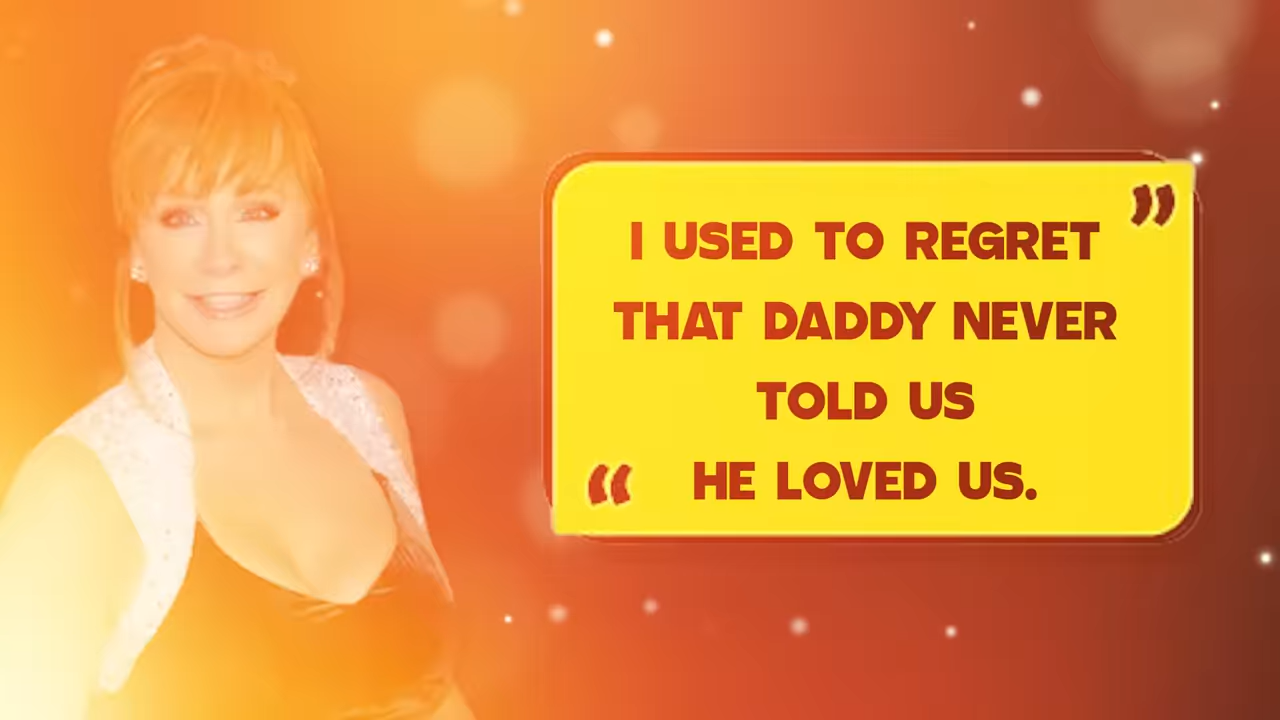 ”
I USED TO REGRET
THAT DADDY NEVER
TOLD US
“ HE LOVED US.